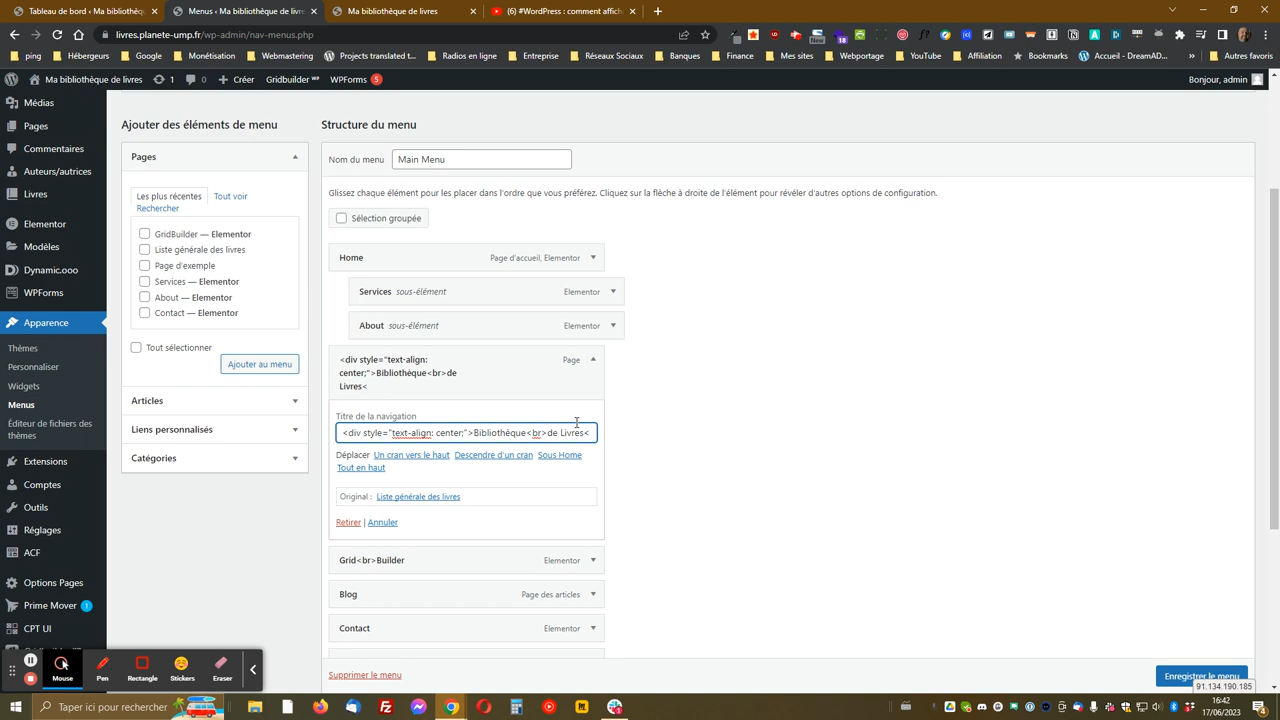 Tableau de bord ‹ Ma bibliothèqu
Menus ‹ Ma bibliothèque de livre
Ma bibliothèque de livres
(6) #WordPress : comment affiche
livres.planete-ump.fr/wp-admin/nav-menus.php
ping Hébergeurs Google Monétisation Webmastering Projects translated t... Radios en ligne Réseaux Sociaux Banques Finance Mes Sites WordPress YouTube Affiliation Accueil - DreamAD... Autres favoris
Ma bibliothèque de livres 1 0 Créer Gridbuilder WP WPForms 5 Bonjour, admin
Médias
Pages
Commentaires
Auteurs/autrices
Livres
Elementor
Modèles
Dynamic.ooo
WPForms
Apparence
Thèmes
Personnaliser
Widgets
Menus
Éditeur de fichiers
des thèmes
Extensions
Comptes
Outils
Réglages
ACF
Options Pages
Prime Mover 1
CPT UI
Ajouter des éléments de menu
Pages
Les plus récentes Tout voir
Rechercher
GridBuilder — Elementor
Liste générale des livres
Page d'exemple
Services — Elementor
About — Elementor
Contact — Elementor
Tout sélectionner
Ajouter au menu
Articles
Liens personnalisés
Catégories
Structure du menu
Nom du menu Main Menu
Glissez chaque élément pour les placer dans l'ordre que vous préférez. Cliquez sur la flèche à droite de l'élément pour révéler d'autres options de configuration.
Sélection groupée
Home Page d'accueil, Elementor
Services sous-élément Elementor
About sous-élément Elementor
<div style="text-align: Page
center;">Bibliothèque<br>de
Livres<
Titre de la navigation
<div style="text-align: center;">Bibliothèque<br>de Livres<
Déplacer Un cran vers le haut Descendre d'un cran Sous Home
Tout en haut
Original : Liste générale des livres
Retirer | Annuler
Grid<br>Builder Elementor
Blog Page des articles
Contact Elementor
Supprimer le menu
Enregistrer le menu
91.134.190.185
Mouse Pen Rectangle Stickers Eraser
Taper ici pour rechercher
16:42
17/06/2023